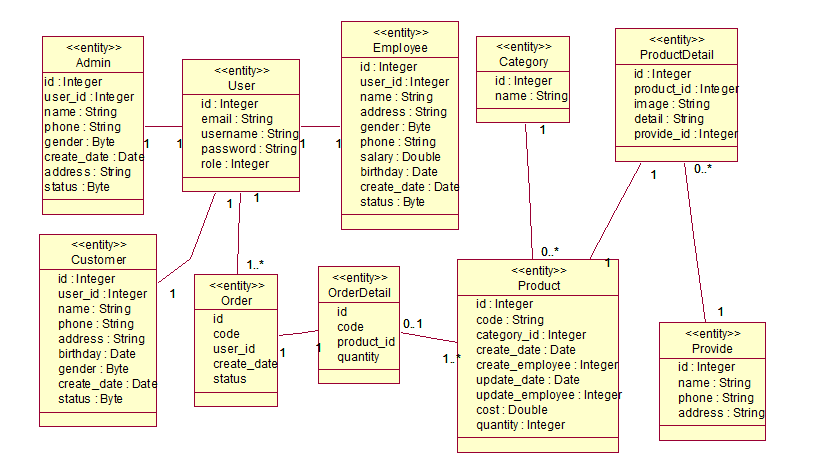 <<entity>>
Admin
id : Integer
user_id : Integer
name : String
phone : String
gender : Byte
create_date : Date
address : String
status : Byte
1
1
<<entity>>
User
id : Integer
email : String
username : String
password : String
role : Integer
1
1
<<entity>>
Employee
id : Integer
user_id : Integer
name : String
address : String
gender : Byte
phone : String
salary : Double
birthday : Date
create_date : Date
status : Byte
<<entity>>
Category
id : Integer
name : String
1
0..*
<<entity>>
ProductDetail
id : Integer
product_id : Integer
image : String
detail : String
provide_id : Integer
1
0..*
1
1
<<entity>>
Customer
id : Integer
user_id : Integer
name : String
phone : String
address : String
birthday : Date
gender : Byte
create_date : Date
status : Byte
1
1
1
1..*
<<entity>>
Order
id
code
user_id
create_date
status
1
1
<<entity>>
OrderDetail
id
code
product_id
quantity
0..1
1..*
<<entity>>
Product
id : Integer
code : String
category_id : Integer
create_date : Date
create_employee : Integer
update_date : Date
update_employee : Integer
cost : Double
quantity : Integer
<<entity>>
Provide
id : Integer
name : String
phone : String
address : String